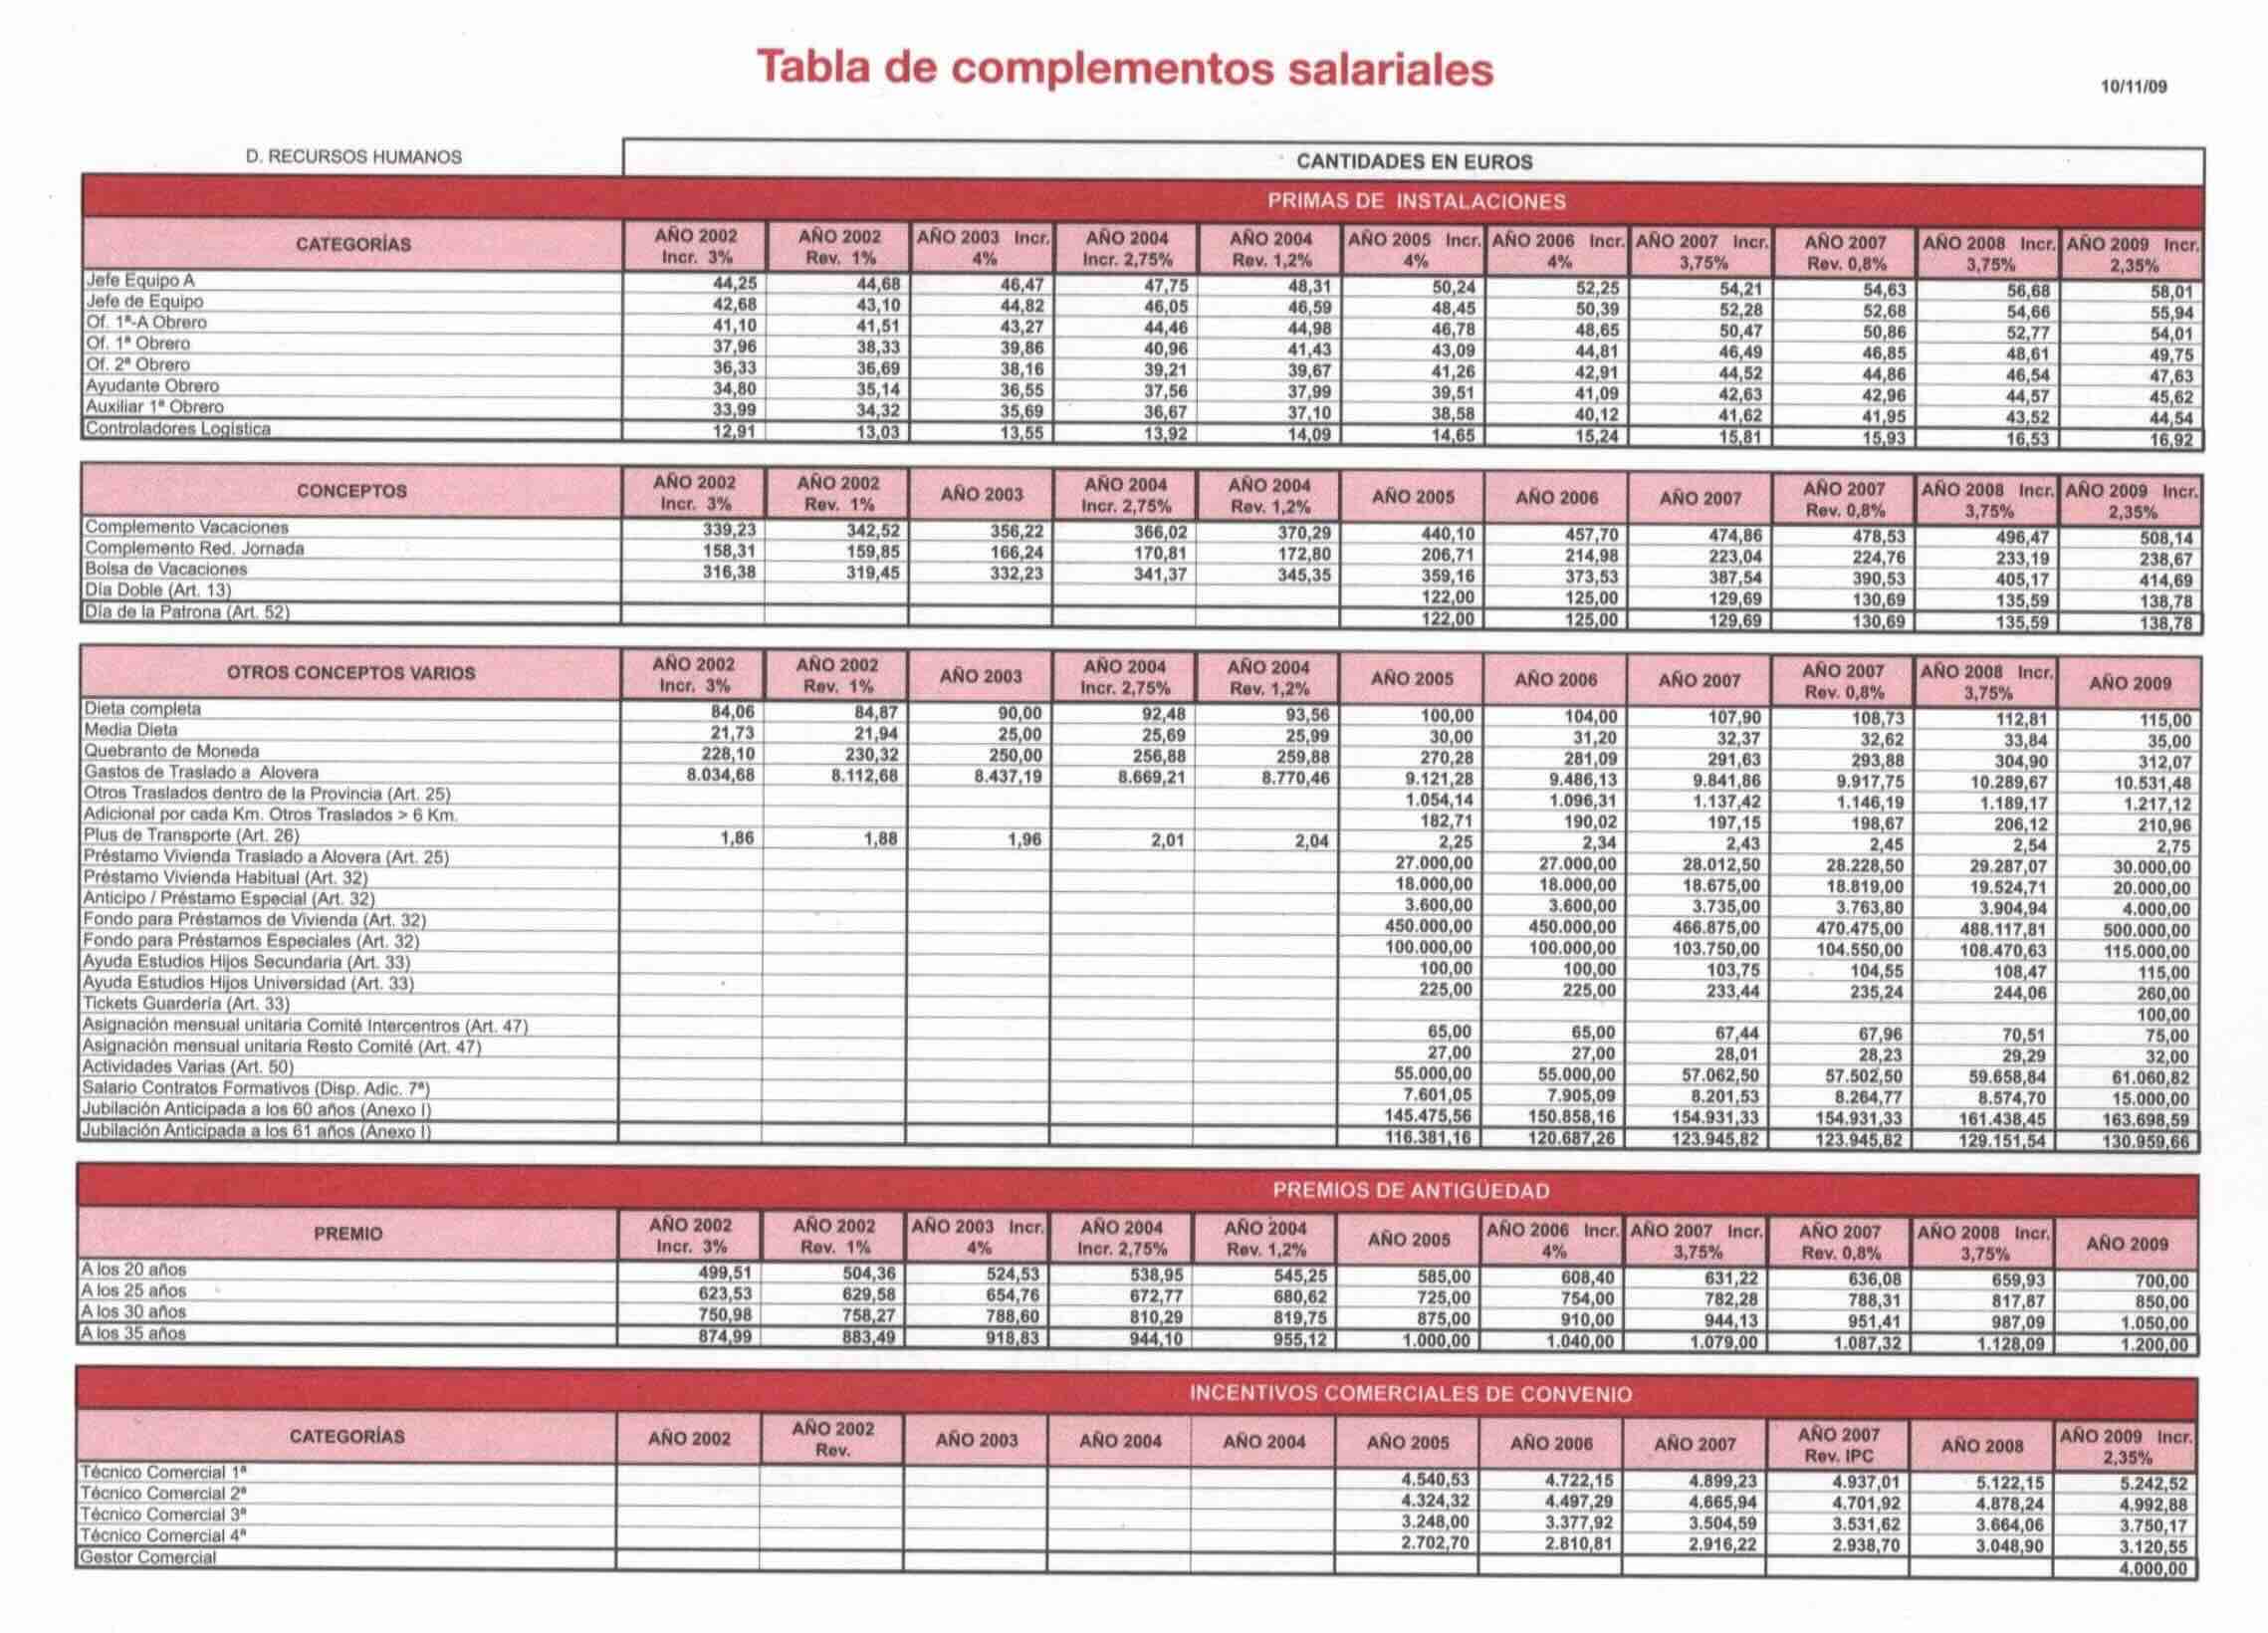 Tabla de complementos salariales
10/11/09
D. RECURSOS HUMANOS CANTIDADES EN EUROS
PRIMAS DE INSTALACIONES
CATEGORÍAS AÑO 2002 Incr. 3% AÑO 2002 Rev. 1% AÑO 2003 Incr. 4% AÑO 2004 Incr. 2,75% AÑO 2004 Rev. 1,2% AÑO 2005 Incr. 4% AÑO 2006 Incr. 4% AÑO 2007 Incr. 3,75% AÑO 2007 Rev. 0,8% AÑO 2008 Incr. 3,75% AÑO 2009 Incr. 2,35%
Jefe Equipo A 44,25 44,68 46,47 47,75 48,31 50,24 52,25 54,21 54,63 56,68 58,01
Jefe de Equipo 42,68 43,10 44,82 46,05 46,59 48,45 50,39 52,28 52,68 54,66 55,94
Of. 1ª-A Obrero 41,10 41,51 43,27 44,46 44,98 46,78 48,65 50,47 50,86 52,77 54,01
Of. 1ª Obrero 37,96 38,33 39,86 40,96 41,43 43,09 44,81 46,49 46,85 48,61 49,75
Of. 2ª Obrero 36,33 36,69 38,16 39,21 39,67 41,26 42,91 44,52 44,86 46,54 47,63
Ayudante Obrero 34,80 35,14 36,55 37,56 37,99 39,51 41,09 42,63 42,96 44,57 45,62
Auxiliar 1ª Obrero 33,99 34,32 35,69 36,67 37,10 38,58 40,12 41,62 41,95 43,52 44,54
Controladores Logística 12,91 13,03 13,55 13,92 14,09 14,65 15,24 15,81 15,93 16,53 16,92
CONCEPTOS AÑO 2002 Incr. 3% AÑO 2002 Rev. 1% AÑO 2003 AÑO 2004 Incr. 2,75% AÑO 2004 Rev. 1,2% AÑO 2005 AÑO 2006 AÑO 2007 AÑO 2007 Rev. 0,8% AÑO 2008 Incr. 3,75% AÑO 2009 Incr. 2,35%
Complemento Vacaciones 339,23 342,52 356,22 366,02 370,29 440,10 457,70 474,86 478,53 496,47 508,14
Complemento Red. Jornada 158,31 159,85 166,24 170,81 172,80 206,71 214,98 223,04 224,76 233,19 238,67
Bolsa de Vacaciones 316,38 319,45 332,23 341,37 345,35 359,16 373,53 387,54 390,53 405,17 414,69
Día Doble (Art. 13) 122,00 125,00 129,69 130,69 135,59 138,78
Día de la Patrona (Art. 52) 122,00 125,00 129,69 130,69 135,59 138,78
OTROS CONCEPTOS VARIOS AÑO 2002 Incr. 3% AÑO 2002 Rev. 1% AÑO 2003 AÑO 2004 Incr. 2,75% AÑO 2004 Rev. 1,2% AÑO 2005 AÑO 2006 AÑO 2007 AÑO 2007 Rev. 0,8% AÑO 2008 Incr. 3,75% AÑO 2009
Dieta completa 84,06 84,87 90,00 92,48 93,56 100,00 104,00 107,90 108,73 112,81 115,00
Media Dieta 21,73 21,94 25,00 25,69 25,99 30,00 31,20 32,37 32,62 33,84 35,00
Quebranto de Moneda 228,10 230,32 250,00 256,88 259,88 270,28 281,09 291,63 293,88 304,90 312,07
Gastos de Traslado a Alovera 8.034,68 8.112,68 8.437,19 8.669,21 8.770,46 9.121,28 9.486,13 9.841,86 9.917,75 10.289,67 10.531,48
Otros Traslados dentro de la Provincia (Art. 25) 1.054,14 1.096,31 1.137,42 1.146,19 1.189,17 1.217,12
Adicional por cada Km. Otros Traslados > 6 Km. 182,71 190,02 197,15 198,67 206,12 210,96
Plus de Transporte (Art. 26) 1,86 1,88 1,96 2,01 2,04 2,25 2,34 2,43 2,45 2,54 2,75
Préstamo Vivienda Traslado a Alovera (Art. 25) 27.000,00 27.000,00 28.012,50 28.228,50 29.287,07 30.000,00
Préstamo Vivienda Habitual (Art. 32) 18.000,00 18.000,00 18.675,00 18.819,00 19.524,71 20.000,00
Anticipo / Préstamo Especial (Art. 32) 3.600,00 3.600,00 3.735,00 3.763,80 3.904,94 4.000,00
Fondo para Préstamos de Vivienda (Art. 32) 450.000,00 450.000,00 466.875,00 470.475,00 488.117,81 500.000,00
Fondo para Préstamos Especiales (Art. 32) 100.000,00 100.000,00 103.750,00 104.550,00 108.470,63 115.000,00
Ayuda Estudios Hijos Secundaria (Art. 33) 100,00 100,00 103,75 104,55 108,47 115,00
Ayuda Estudios Hijos Universidad (Art. 33) 225,00 225,00 233,44 235,24 244,06 260,00
Tickets Guardería (Art. 33) 100,00
Asignación mensual unitaria Comité Intercentros (Art. 47) 65,00 65,00 67,44 67,96 70,51 75,00
Asignación mensual unitaria Resto Comité (Art. 47) 27,00 27,00 28,01 28,23 29,29 32,00
Actividades Varias (Art. 50) 55.000,00 55.000,00 57.062,50 57.502,50 59.658,84 61.060,82
Salario Contratos Formativos (Disp. Adic. 7ª) 7.601,05 7.905,09 8.201,53 8.264,77 8.574,70 15.000,00
Jubilación Anticipada a los 60 años (Anexo I) 145.475,56 150.858,16 154.931,33 154.931,33 161.438,45 163.698,59
Jubilación Anticipada a los 61 años (Anexo I) 116.381,16 120.687,26 123.945,82 123.945,82 129.151,54 130.959,66
PREMIOS DE ANTIGÜEDAD
PREMIO AÑO 2002 Incr. 3% AÑO 2002 Rev. 1% AÑO 2003 Incr. 4% AÑO 2004 Incr. 2,75% AÑO 2004 Rev. 1,2% AÑO 2005 AÑO 2006 Incr. 4% AÑO 2007 Incr. 3,75% AÑO 2007 Rev. 0,8% AÑO 2008 Incr. 3,75% AÑO 2009
A los 20 años 499,51 504,36 524,53 538,95 545,25 585,00 608,40 631,22 636,08 659,93 700,00
A los 25 años 623,53 629,58 654,76 672,77 680,62 725,00 754,00 782,28 788,31 817,87 850,00
A los 30 años 750,98 758,27 788,60 810,29 819,75 875,00 910,00 944,13 951,41 987,09 1.050,00
A los 35 años 874,99 883,49 918,83 944,10 955,12 1.000,00 1.040,00 1.079,00 1.087,32 1.128,09 1.200,00
INCENTIVOS COMERCIALES DE CONVENIO
CATEGORÍAS AÑO 2002 AÑO 2002 Rev. AÑO 2003 AÑO 2004 AÑO 2004 AÑO 2005 AÑO 2006 AÑO 2007 AÑO 2007 Rev. IPC AÑO 2008 AÑO 2009 Incr. 2,35%
Técnico Comercial 1ª 4.540,53 4.722,15 4.899,23 4.937,01 5.122,15 5.242,52
Técnico Comercial 2ª 4.324,32 4.497,29 4.665,94 4.701,92 4.878,24 4.992,88
Técnico Comercial 3ª 3.248,00 3.377,92 3.504,59 3.531,62 3.664,06 3.750,17
Técnico Comercial 4ª 2.702,70 2.810,81 2.916,22 2.938,70 3.048,90 3.120,55
Gestor Comercial 4.000,00